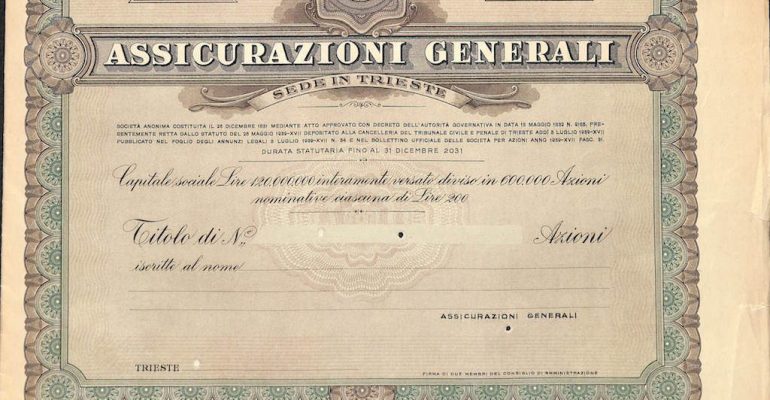 ASSICURAZIONI GENERALI
SEDE IN TRIESTE
SOCIETÀ ANONIMA COSTITUITA IL 26 DICEMBRE 1831 MEDIANTE ATTO APPROVATO CON DECRETO DELL'AUTORITÀ GOVERNATIVA IN DATA 13 MAGGIO 1832 N. 2188, PRE-
SENTEMENTE RETTA DALLO STATUTO DEL 26 MAGGIO 1939-XVII DEPOSITATO ALLA CANCELLERIA DEL TRIBUNALE CIVILE E PENALE DI TRIESTE ADDÌ 3 LUGLIO 1939-XVII
PUBBLICATO NEL FOGLIO DEGLI ANNUNZI LEGALI 5 LUGLIO 1939-XVII N. 54 E NEL BOLLETTINO OFFICIALE DELLE SOCIETÀ PER AZIONI ANNO 1939-XVII FASC. 31.
DURATA STATUTARIA FINO AL 31 DICEMBRE 2031
Capitale sociale Lire 120.000.000 interamente versato diviso in 600.000 Azioni
nominative ciascuna di Lire 200
Titolo di N. Azioni
iscritte al nome
ASSICURAZIONI GENERALI
TRIESTE
FIRMA DI DUE MEMBRI DEL CONSIGLIO DI AMMINISTRAZIONE